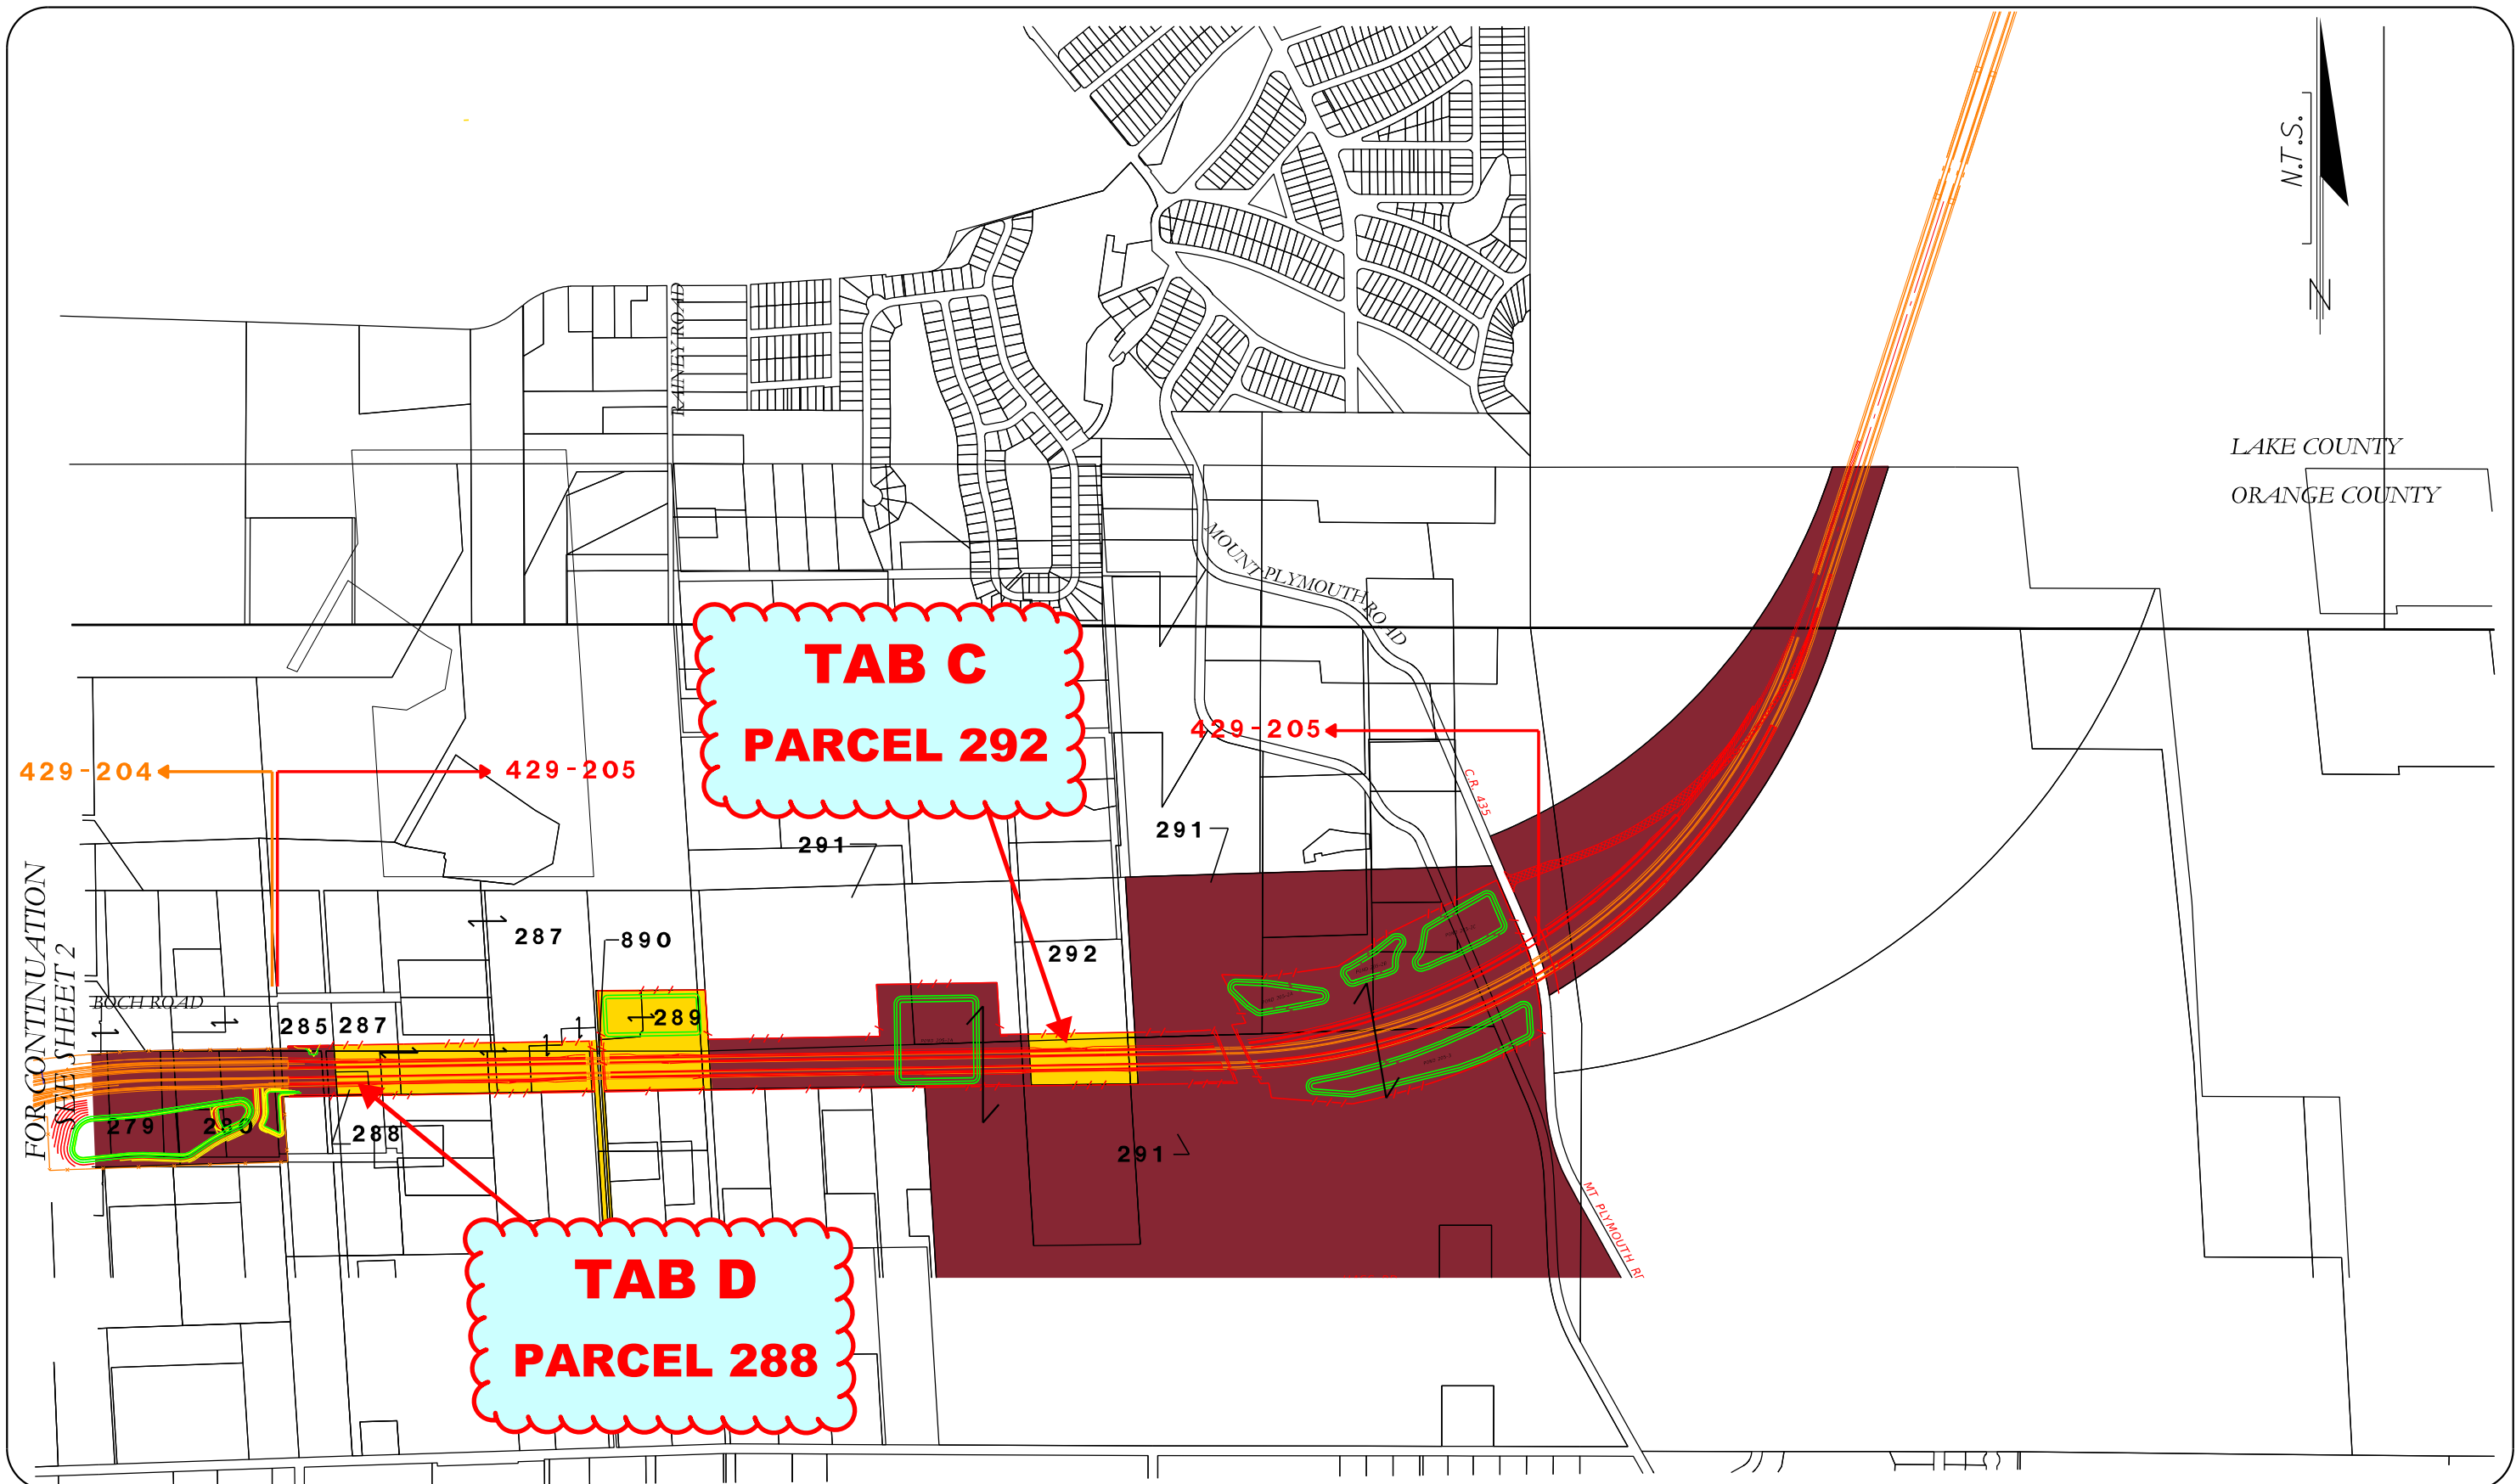 N.T.S.
N
RAINEY ROAD
LAKE COUNTY
ORANGE COUNTY
MOUNT PLYMOUTH ROAD
TAB C
PARCEL 292
429-205
429-204
429-205
C.R. 435
291
291
FOR CONTINUATION
SEE SHEET 2
287
890
292
BOCH ROAD
285
287
289
279
280
288
291
MT. PLYMOUTH
TAB D
PARCEL 288